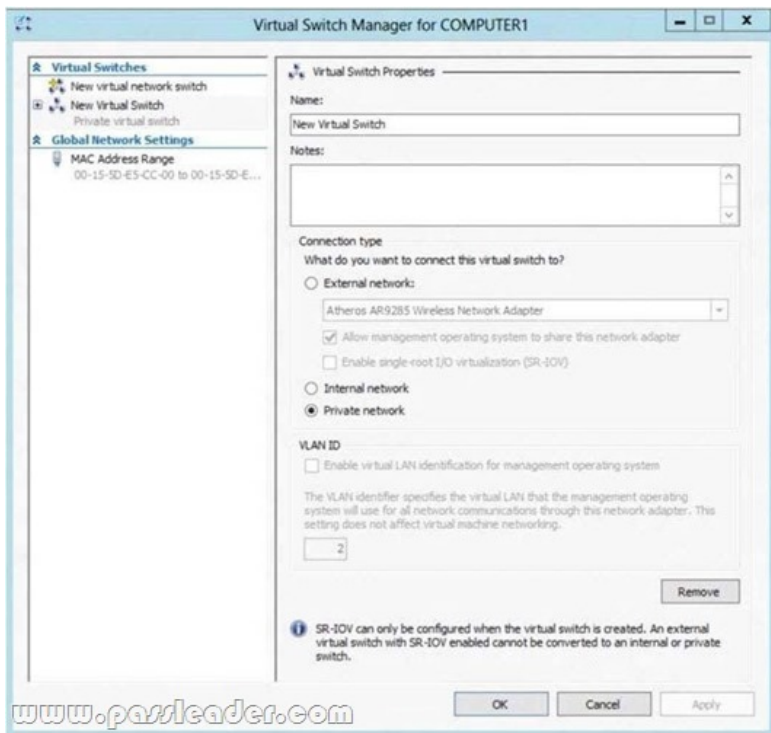 Virtual Switch Manager for COMPUTER1
Virtual Switches
New virtual network switch
New Virtual Switch
Private virtual switch
Global Network Settings
MAC Address Range
00-15-5D-E5-CC-00 to 00-15-5D-E...
Virtual Switch Properties
Name:
New Virtual Switch
Notes:
Connection type
What do you want to connect this virtual switch to?
External network:
Atheros AR9285 Wireless Network Adapter
Allow management operating system to share this network adapter
Enable single-root I/O virtualization (SR-IOV)
Internal network
Private network
VLAN ID
Enable virtual LAN identification for management operating system
The VLAN identifier specifies the virtual LAN that the management operating
system will use for all network communications through this network adapter. This
setting does not affect virtual machine networking.
2
Remove
SR-IOV can only be configured when the virtual switch is created. An external
virtual switch with SR-IOV enabled cannot be converted to an internal or private
switch.
OK
Cancel
Apply
www.passleader.com